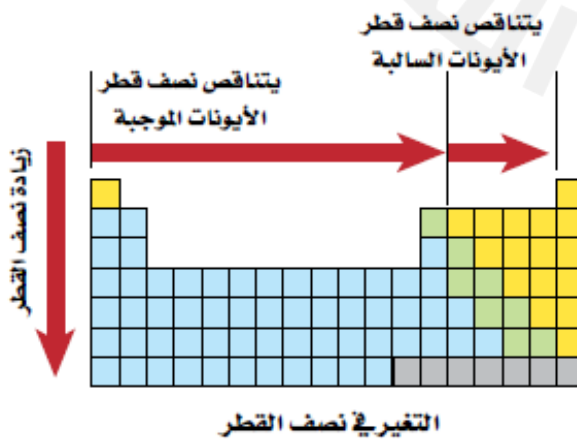 يتناقص نصف قطر
الأيونات السالبة
يتناقص نصف قطر
الأيونات الموجبة
زيادة نصف القطر
التغير في نصف القطر